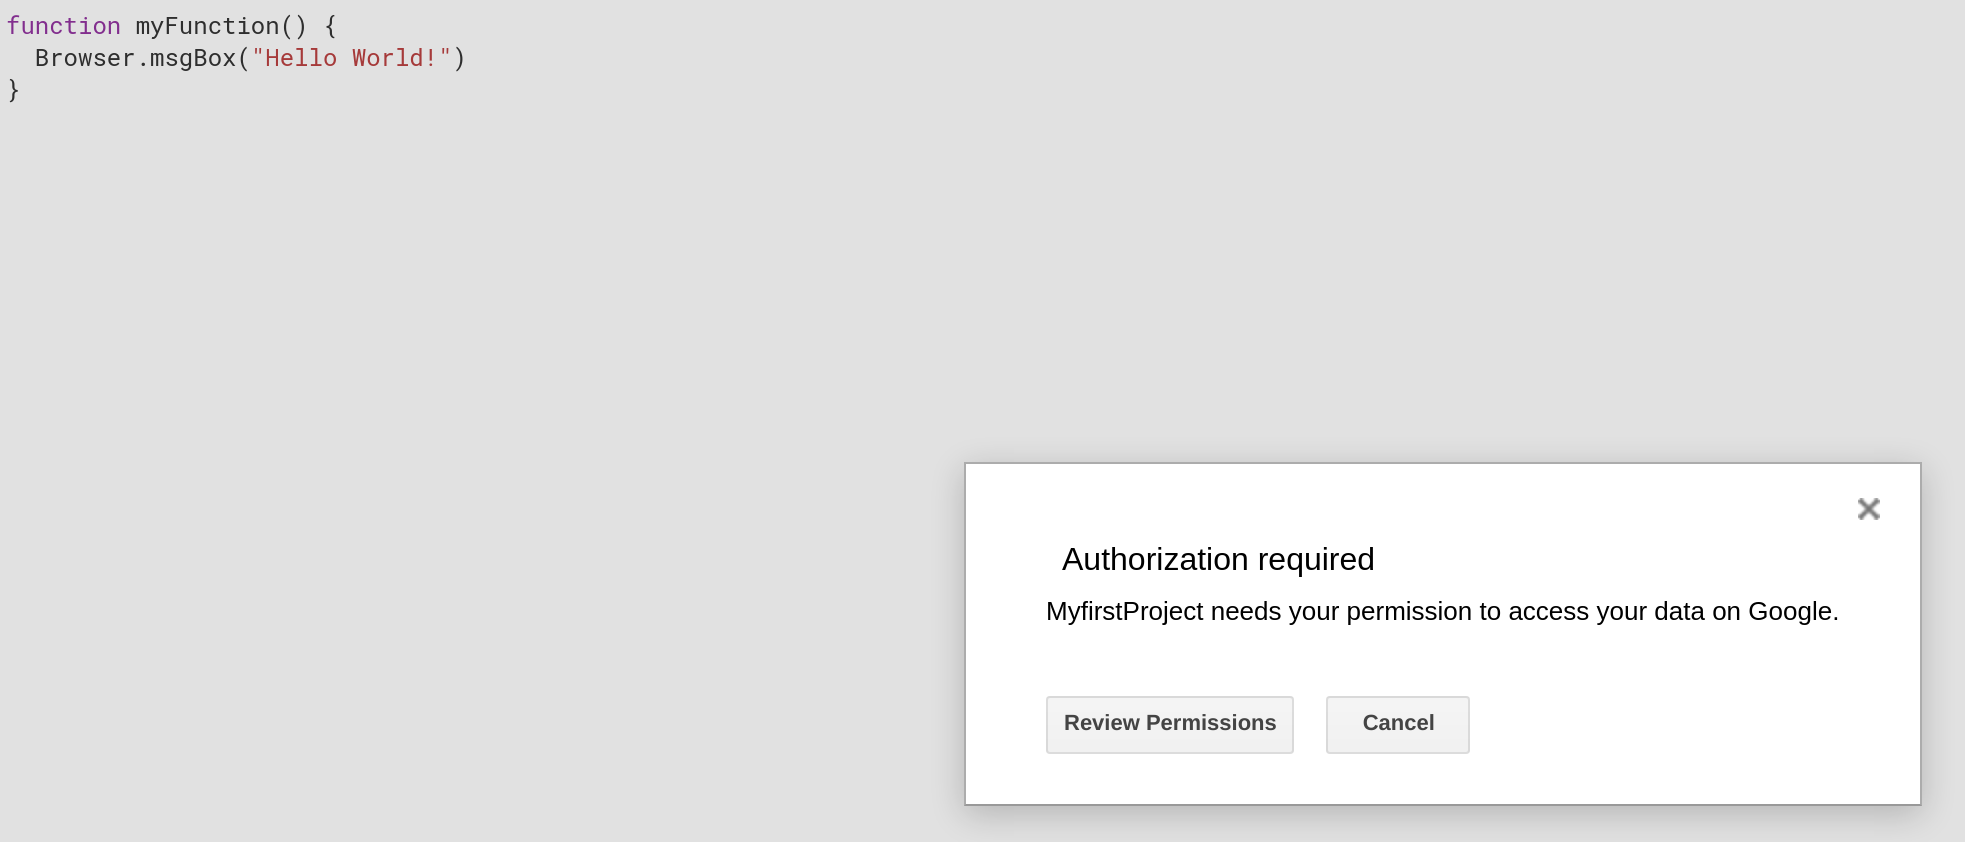 function myFunction() {
  Browser.msgBox("Hello World!")
}
Authorization required
MyfirstProject needs your permission to access your data on Google.
Review Permissions
Cancel